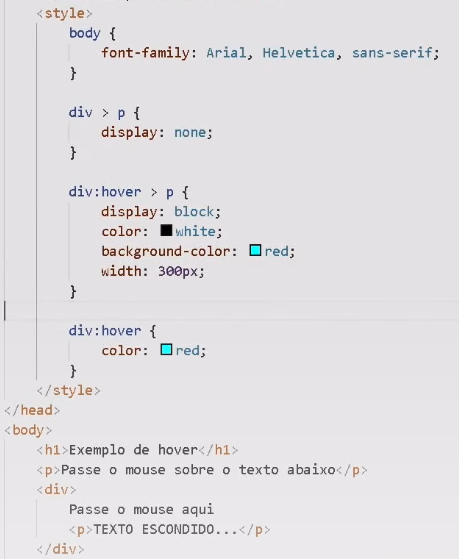 <style>
body {
font-family: Arial, Helvetica, sans-serif;
}
div > p {
display: none;
}
div:hover > p {
display: block;
color: white;
background-color: red;
width: 300px;
}
div:hover {
color: red;
}
</style>
</head>
<body>
<h1>Exemplo de hover</h1>
<p>Passe o mouse sobre o texto abaixo</p>
<div>
Passe o mouse aqui
<p>TEXTO ESCONDIDO...</p>
</div>